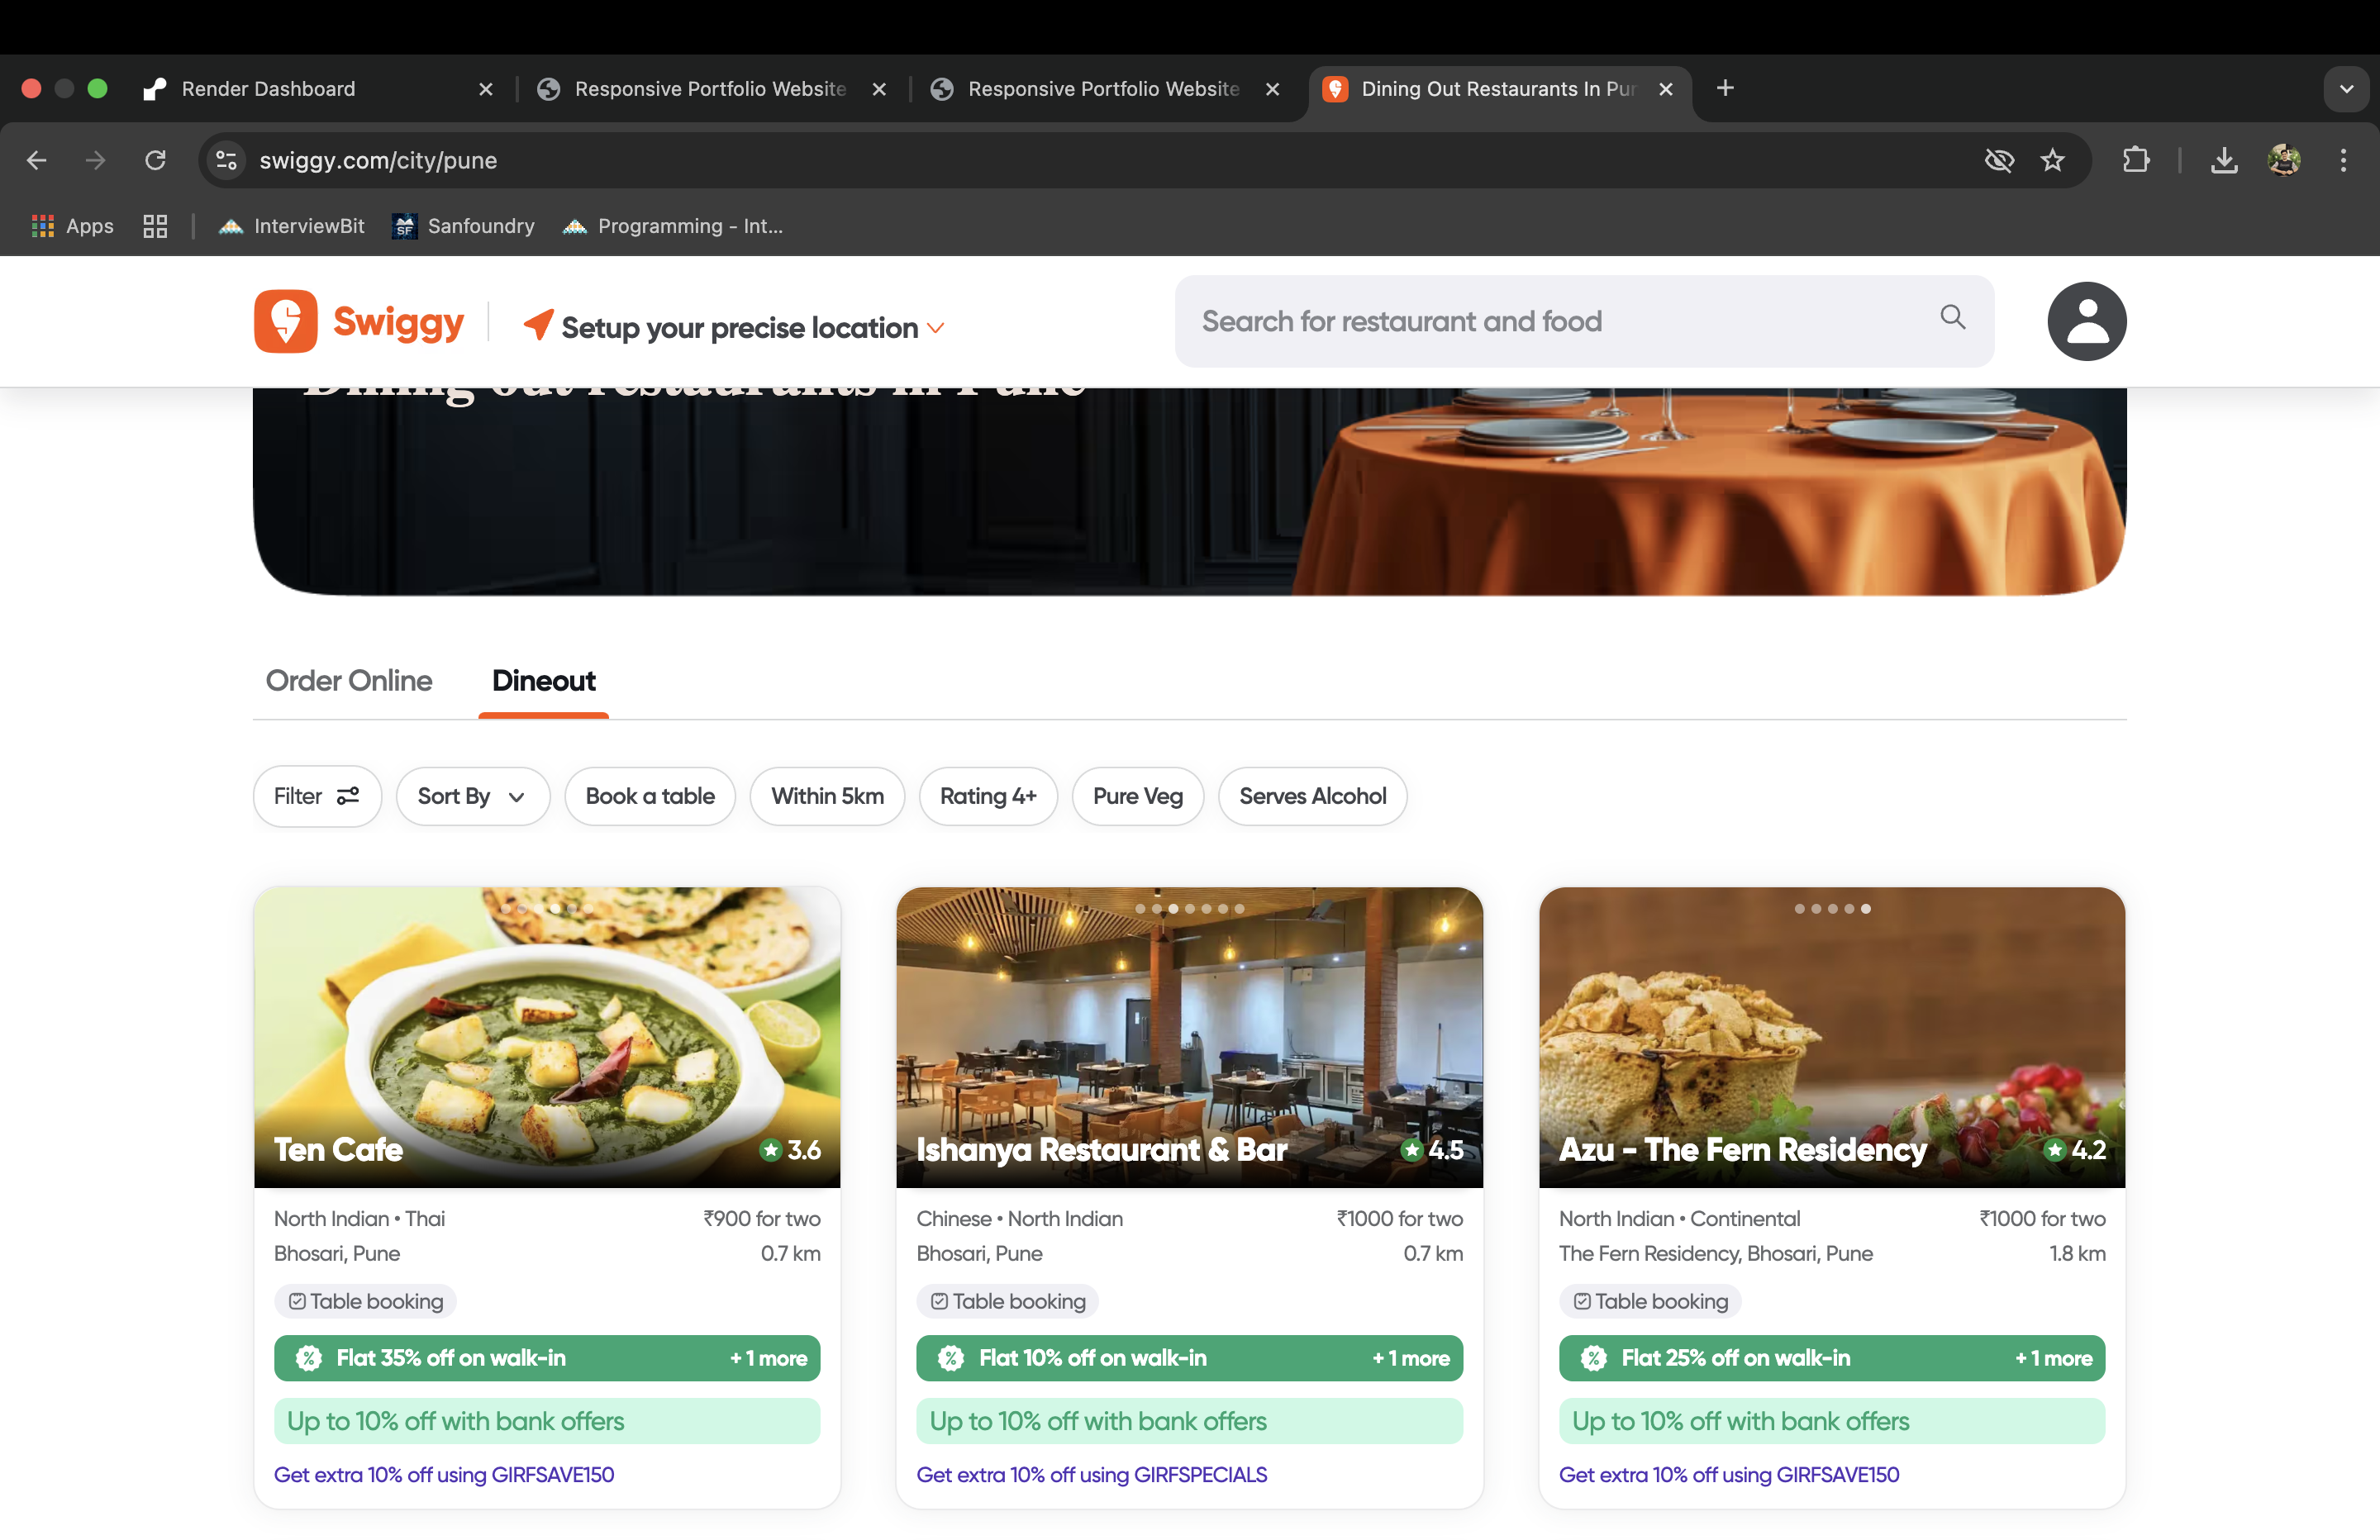 Render Dashboard
Responsive Portfolio Website
Responsive Portfolio Website
Dining Out Restaurants In Pun
swiggy.com/city/pune
Apps
InterviewBit
SF
Sanfoundry
Programming - Int...
Swiggy
Setup your precise location
Search for restaurant and food
Dining out restaurants in Pune
Order Online
Dineout
Filter
Sort By
Book a table
Within 5km
Rating 4+
Pure Veg
Serves Alcohol
Ten Cafe
3.6
North Indian • Thai
₹900 for two
Bhosari, Pune
0.7 km
Table booking
Flat 35% off on walk-in
+ 1 more
Up to 10% off with bank offers
Get extra 10% off using GIRFSAVE150
Ishanya Restaurant & Bar
4.5
Chinese • North Indian
₹1000 for two
Bhosari, Pune
0.7 km
Table booking
Flat 10% off on walk-in
+ 1 more
Up to 10% off with bank offers
Get extra 10% off using GIRFSPECIALS
Azu - The Fern Residency
4.2
North Indian • Continental
₹1000 for two
The Fern Residency, Bhosari, Pune
1.8 km
Table booking
Flat 25% off on walk-in
+ 1 more
Up to 10% off with bank offers
Get extra 10% off using GIRFSAVE150